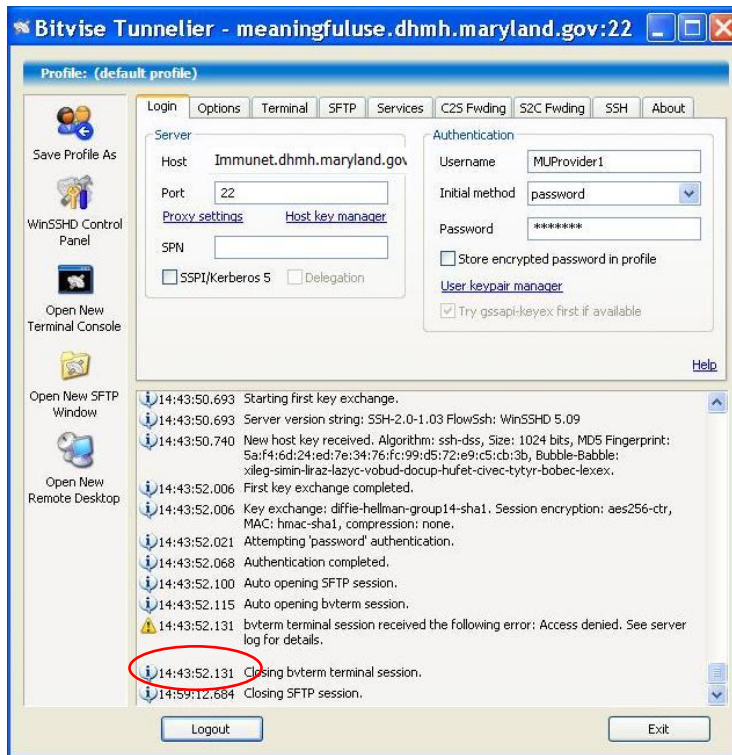 Bitvise Tunnelier - meaningfuluse.dhmh.maryland.gov:22
Profile: (default profile)
Save Profile As
WinSSHD Control
Panel
Open New
Terminal Console
Open New SFTP
Window
Open New
Remote Desktop
Login Options Terminal SFTP Services C2S Fwding S2C Fwding SSH About
Server
Host Immunet.dhmh.maryland.gov
Port 22
Proxy settings Host key manager
SPN
SSPI/Kerberos 5 Delegation
Authentication
Username MUProvider1
Initial method password
Password *******
Store encrypted password in profile
User keypair manager
Try gssapi-keyex first if available
Help
14:43:50.693 Starting first key exchange.
14:43:50.693 Server version string: SSH-2.0-1.03 FlowSsh: WinSSHD 5.09
14:43:50.740 New host key received. Algorithm: ssh-dss, Size: 1024 bits, MD5 Fingerprint:
5a:f4:6d:24:ed:7e:34:76:fc:99:d5:72:e9:c5:cb:3b, Bubble-Babble:
xileg-simin-liraz-lazyc-vobud-docup-hufet-civec-tytyr-bobec-lexex.
14:43:52.006 First key exchange completed.
14:43:52.006 Key exchange: diffie-hellman-group14-sha1. Session encryption: aes256-ctr,
MAC: hmac-sha1, compression: none.
14:43:52.021 Attempting 'password' authentication.
14:43:52.068 Authentication completed.
14:43:52.100 Auto opening SFTP session.
14:43:52.115 Auto opening bvterm session.
14:43:52.131 bvterm terminal session received the following error: Access denied. See server
log for details.
14:43:52.131 Closing bvterm terminal session.
14:59:12.684 Closing SFTP session.
Logout Exit